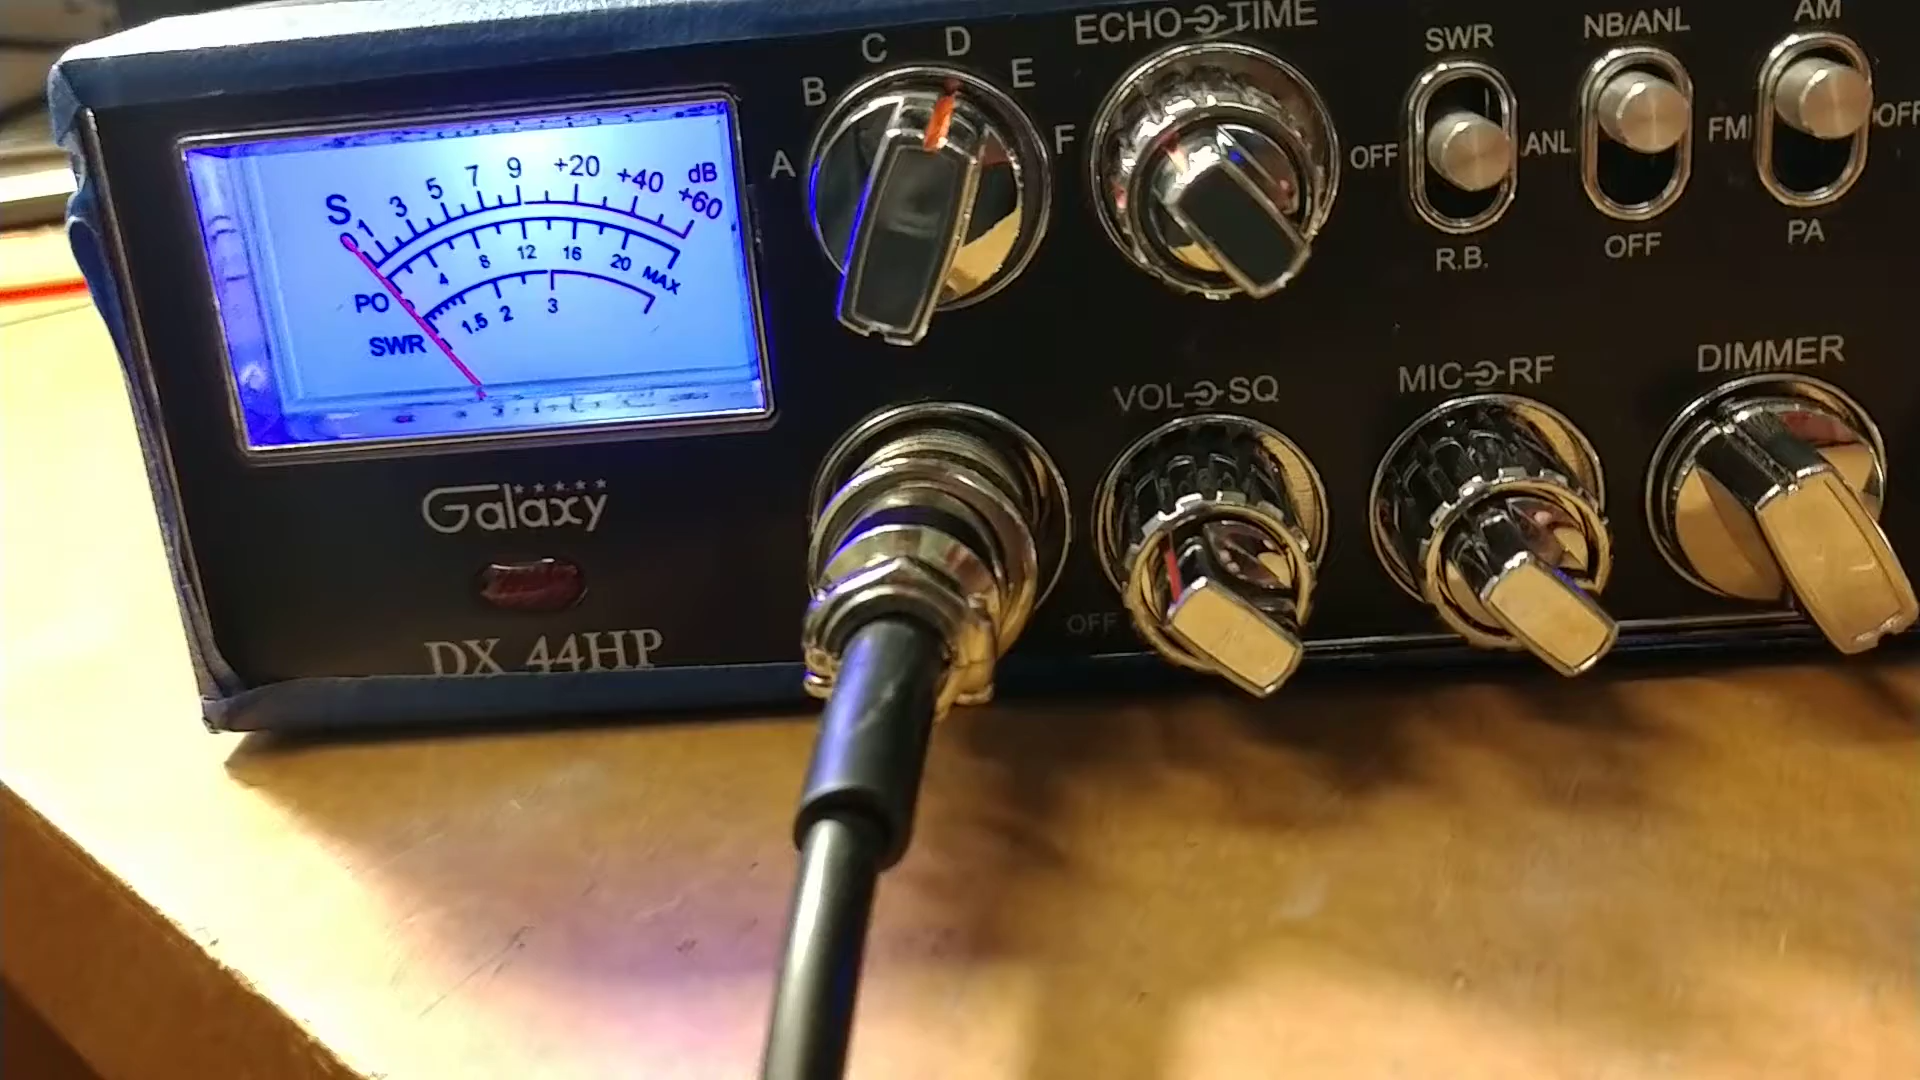 S
1 3 5 7 9 +20 +40 +60 dB
PO
4 8 12 16 20 MAX
SWR
1.5 2 3
Galaxy
DX 44HP
A B C D E F
ECHO TIME
SWR
OFF
R.B.
NB/ANL
ANL
OFF
AM
FM
OFF
PA
VOL SQ
OFF
MIC RF
DIMMER